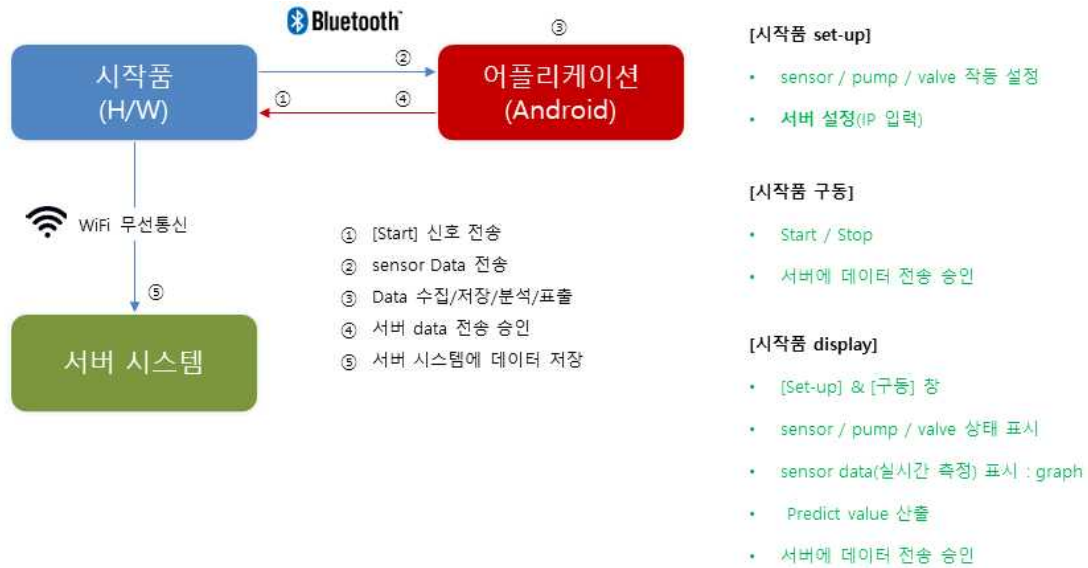 Bluetooth
③
시작품
(H/W)
②
①
④
어플리케이션
(Android)
WiFi 무선통신
⑤
서버 시스템
① [Start] 신호 전송
② sensor Data 전송
③ Data 수집/저장/분석/표출
④ 서버 data 전송 승인
⑤ 서버 시스템에 데이터 저장
[시작품 set-up]
• sensor / pump / valve 작동 설정
• 서버 설정(IP 입력)
[시작품 구동]
• Start / Stop
• 서버에 데이터 전송 승인
[시작품 display]
• [Set-up] & [구동] 창
• sensor / pump / valve 상태 표시
• sensor data(실시간 측정) 표시 : graph
• Predict value 산출
• 서버에 데이터 전송 승인